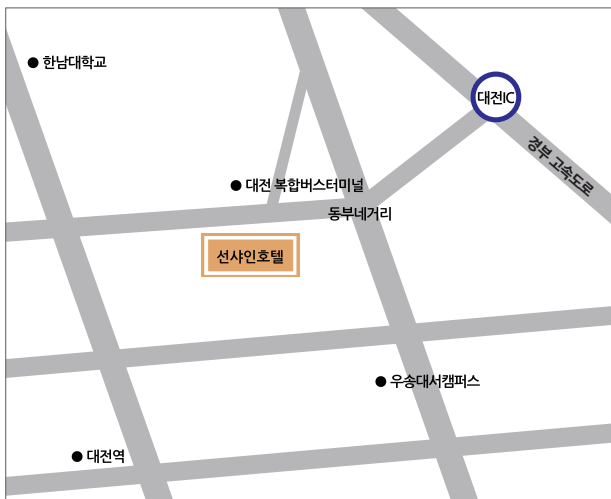 한남대학교
대전IC
경부 고속도로
대전 복합버스터미널
동부네거리
선샤인호텔
우송대서캠퍼스
대전역